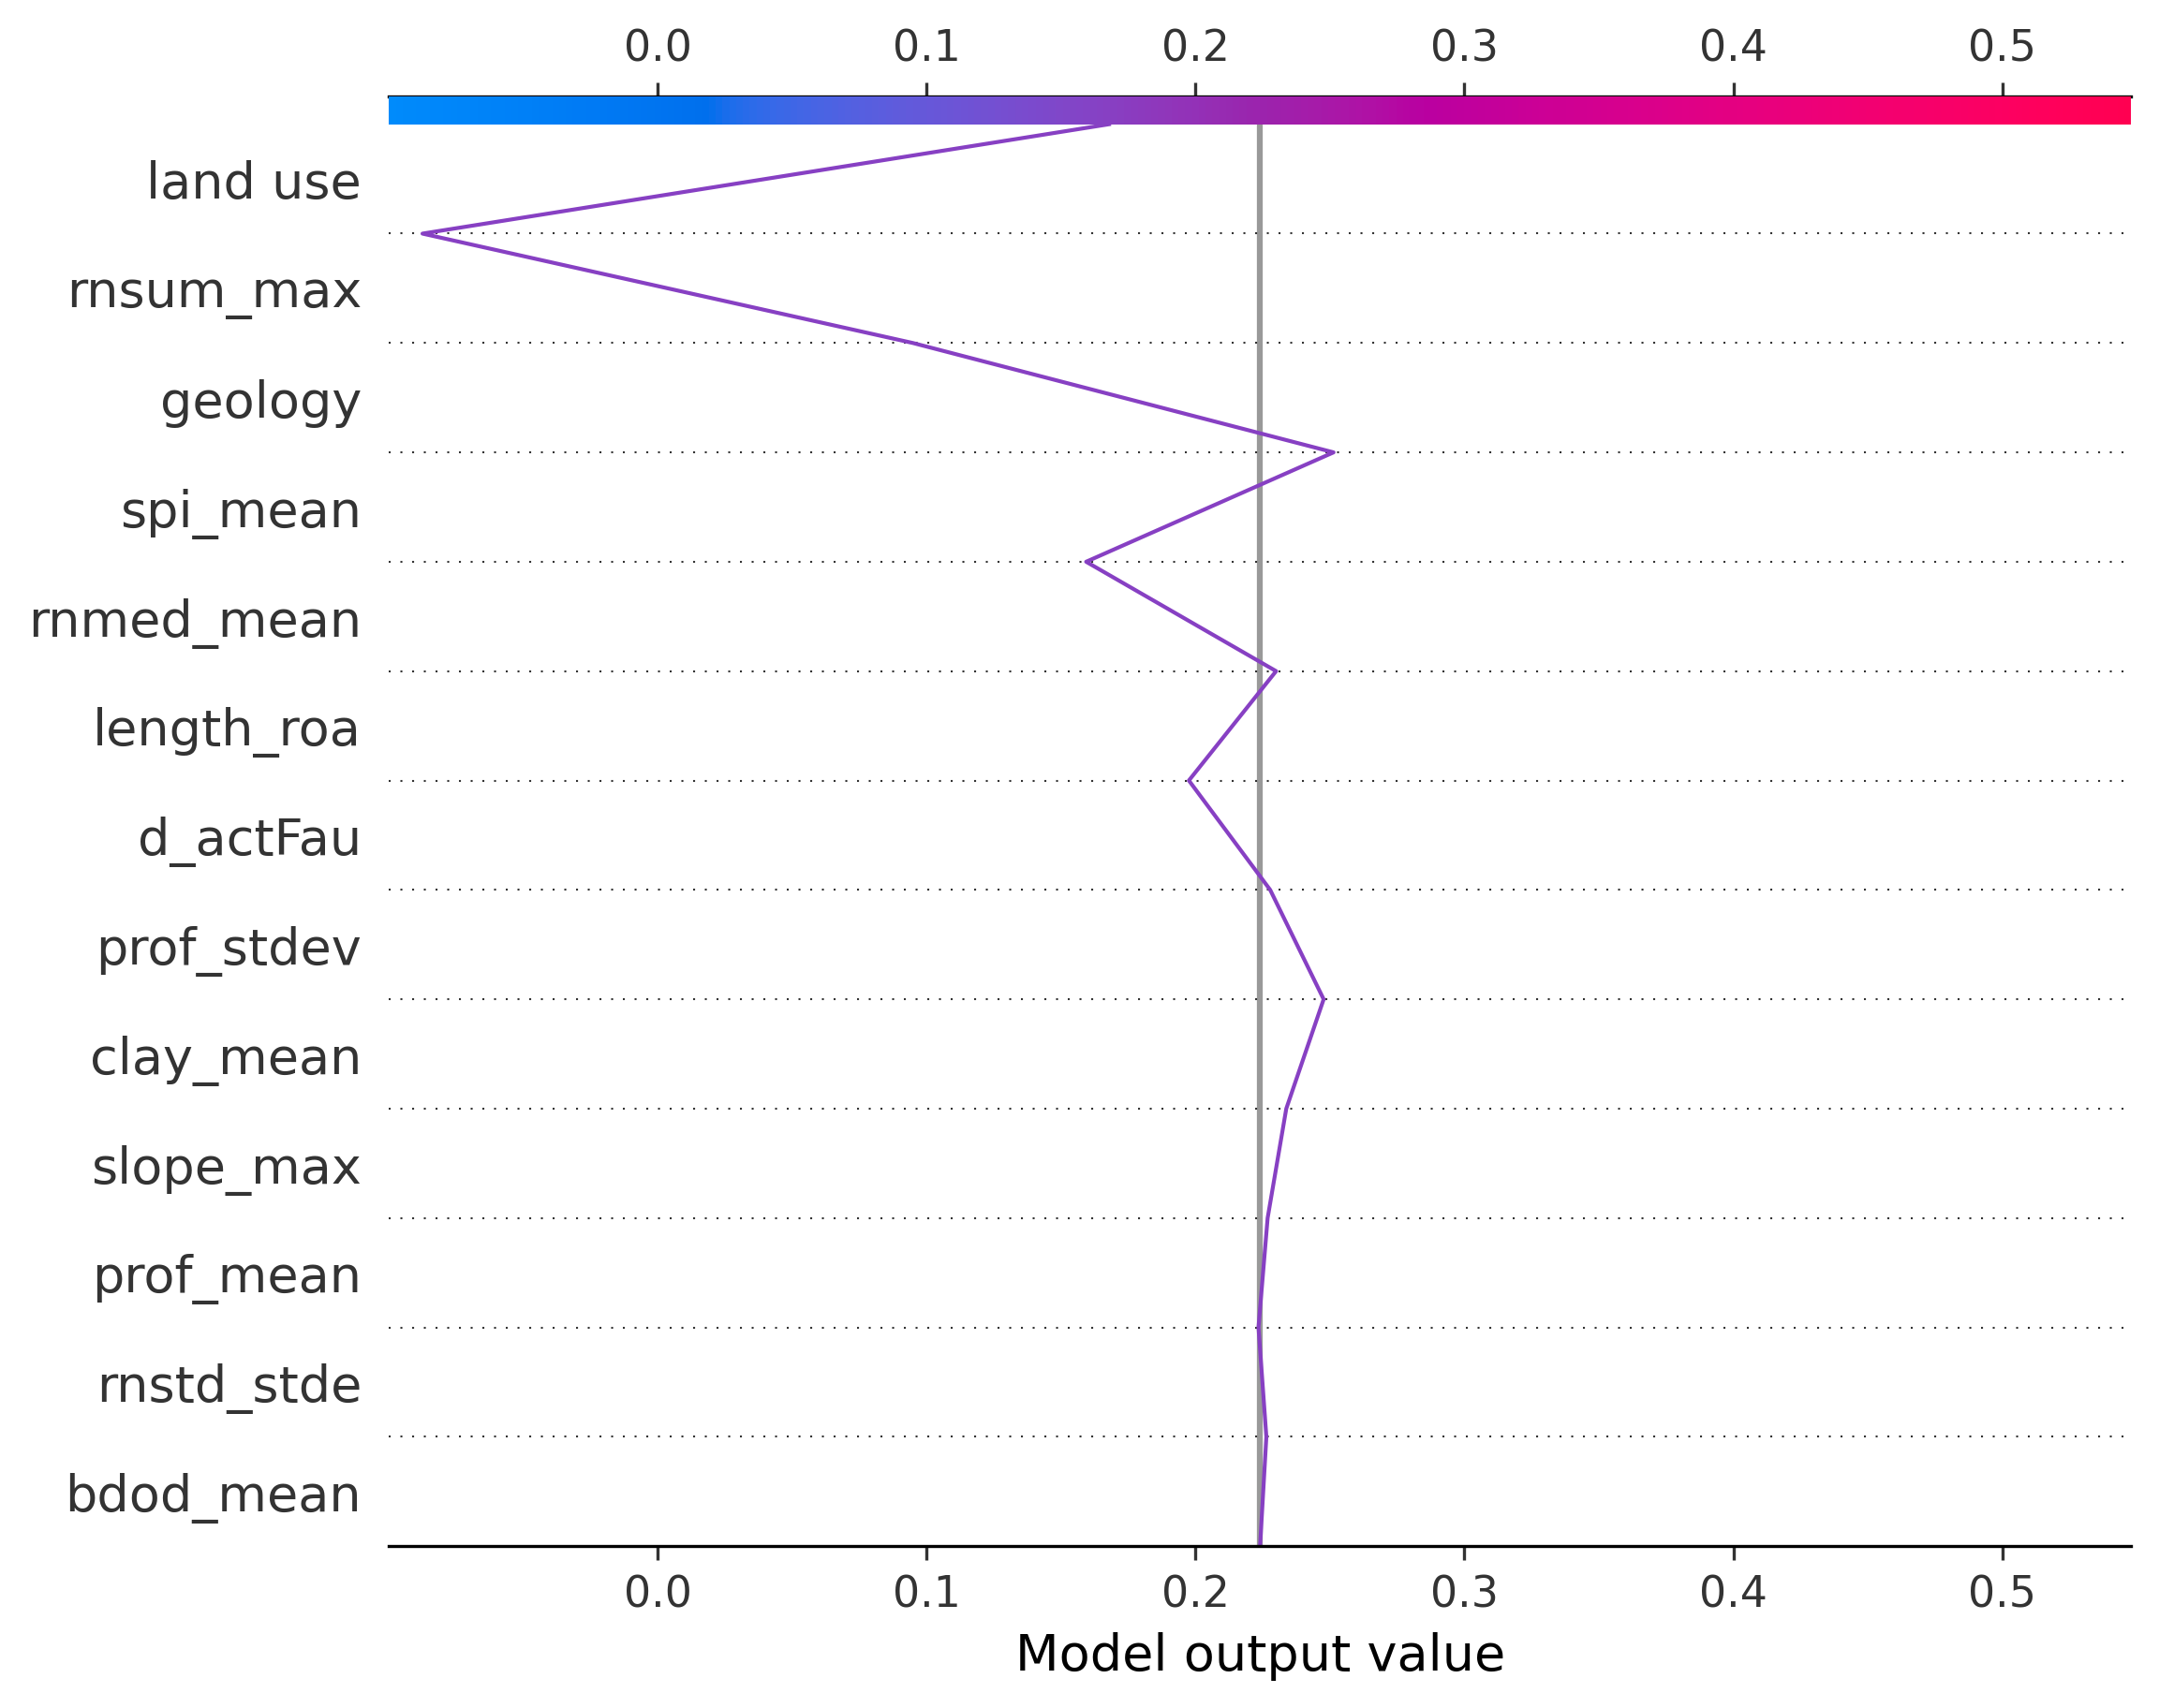 0.0 0.1 0.2 0.3 0.4 0.5
land use
rnsum_max
geology
spi_mean
rnmed_mean
length_roa
d_actFau
prof_stdev
clay_mean
slope_max
prof_mean
rnstd_stde
bdod_mean
0.0 0.1 0.2 0.3 0.4 0.5
Model output value